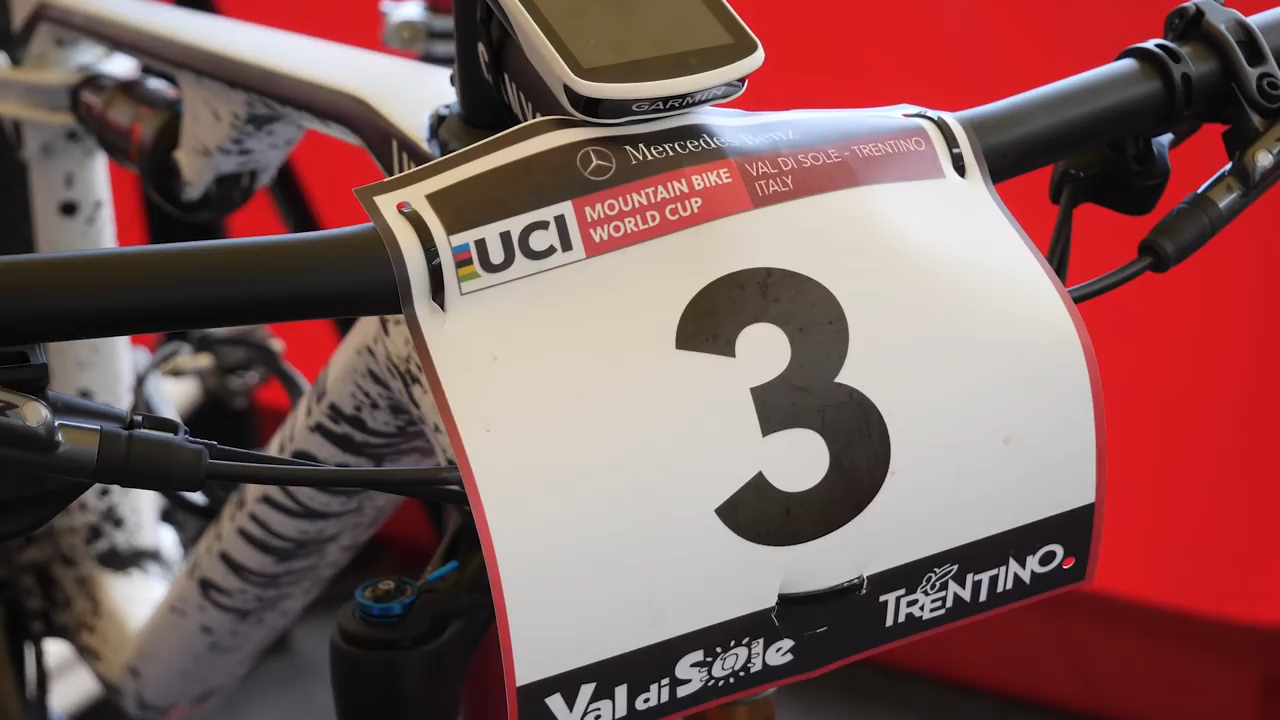 GARMIN
Mercedes-Benz
UCI
MOUNTAIN BIKE
WORLD CUP
VAL DI SOLE - TRENTINO
ITALY
3
TRENTINO
Val di Sole